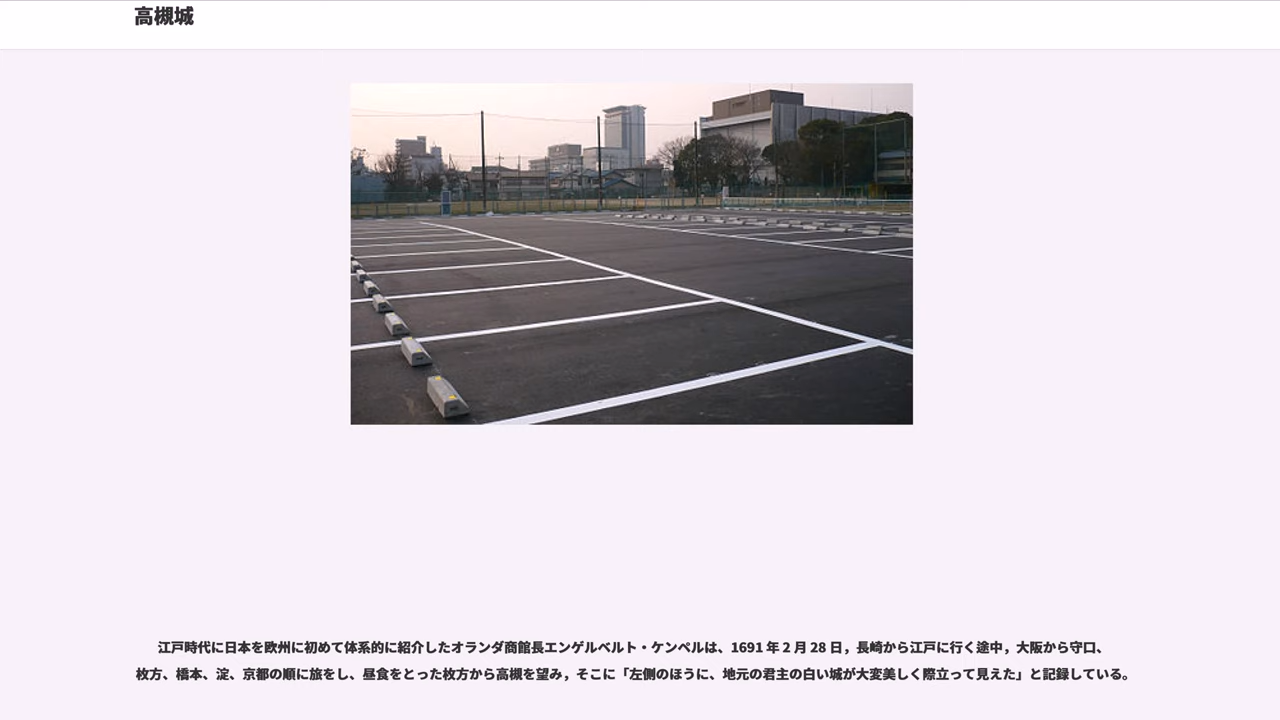 高槻城
江戸時代に日本を欧州に初めて体系的に紹介したオランダ商館長エンゲルベルト・ケンペルは、1691 年 2 月 28 日，長崎から江戸に行く途中，大阪から守口、
枚方、橋本、淀、京都の順に旅をし、昼食をとった枚方から高槻を望み，そこに「左側のほうに、地元の君主の白い城が大変美しく際立って見えた」と記録している。